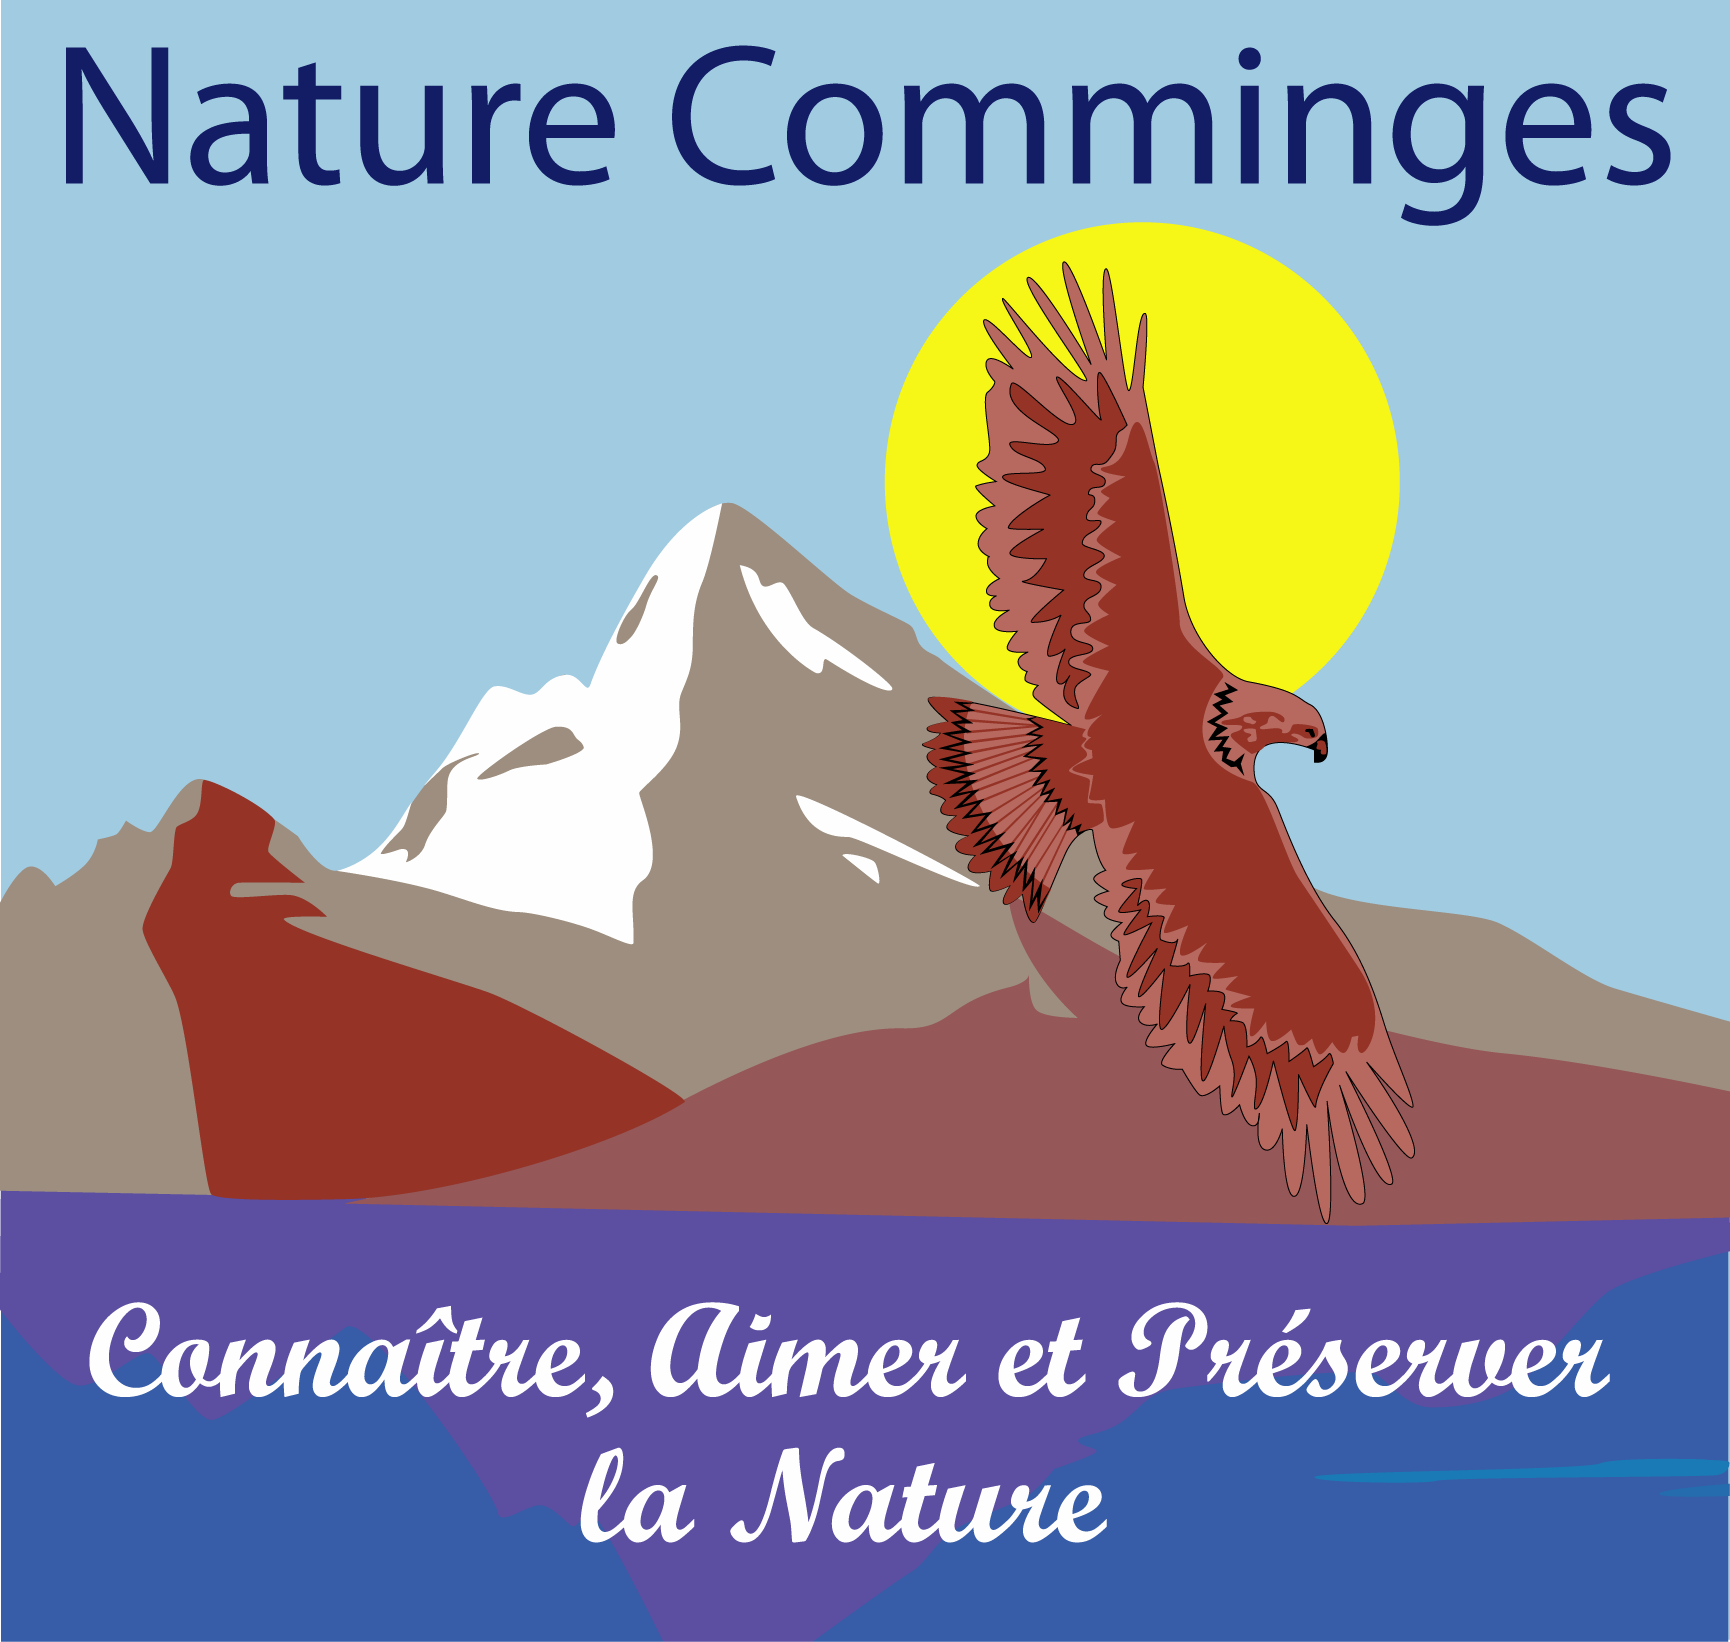 Nature Comminges
Connaître, Aimer et Préserver
la Nature